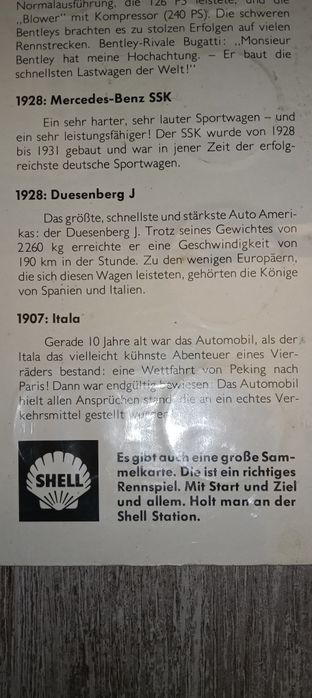 Normalausführung, die 126 PS leistete, und die
„Blower" mit Kompressor (240 PS). Die schweren
Bentleys brachten es zu stolzen Erfolgen auf vielen
Rennstrecken. Bentley-Rivale Bugatti: „Monsieur
Bentley hat meine Hochachtung. – Er baut die
schnellsten Lastwagen der Welt!"
1928: Mercedes-Benz SSK
Ein sehr harter, sehr lauter Sportwagen – und
ein sehr leistungsfähiger! Der SSK wurde von 1928
bis 1931 gebaut und war in jener Zeit der erfolg-
reichste deutsche Sportwagen.
1928: Duesenberg J
Das größte, schnellste und stärkste Auto Ameri-
kas: der Duesenberg J. Trotz seines Gewichtes von
2260 kg erreichte er eine Geschwindigkeit von
190 km in der Stunde. Zu den wenigen Europäern,
die sich diesen Wagen leisteten, gehörten die Könige
von Spanien und Italien.
1907: Itala
Gerade 10 Jahre alt war das Automobil, als der
Itala das vielleicht kühnste Abenteuer eines Vier-
räders bestand: eine Wettfahrt von Peking nach
Paris! Dann war endgültig bewiesen: Das Automobil
hielt allen Ansprüchen stand, die an ein echtes Ver-
kehrsmittel gestellt wurden.
SHELL
Es gibt auch eine große Sam-
melkarte. Die ist ein richtiges
Rennspiel. Mit Start und Ziel
und allem. Holt man an der
Shell Station.